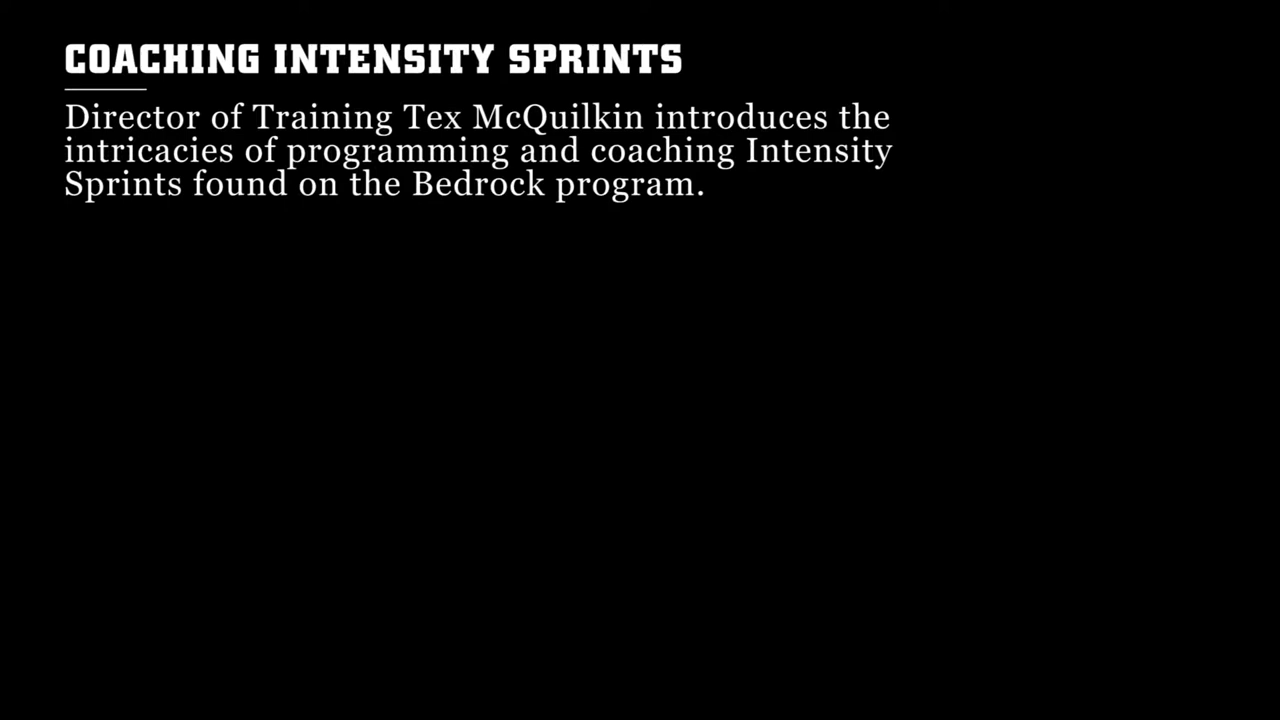 COACHING INTENSITY SPRINTS
Director of Training Tex McQuilkin introduces the
intricacies of programming and coaching Intensity
Sprints found on the Bedrock program.